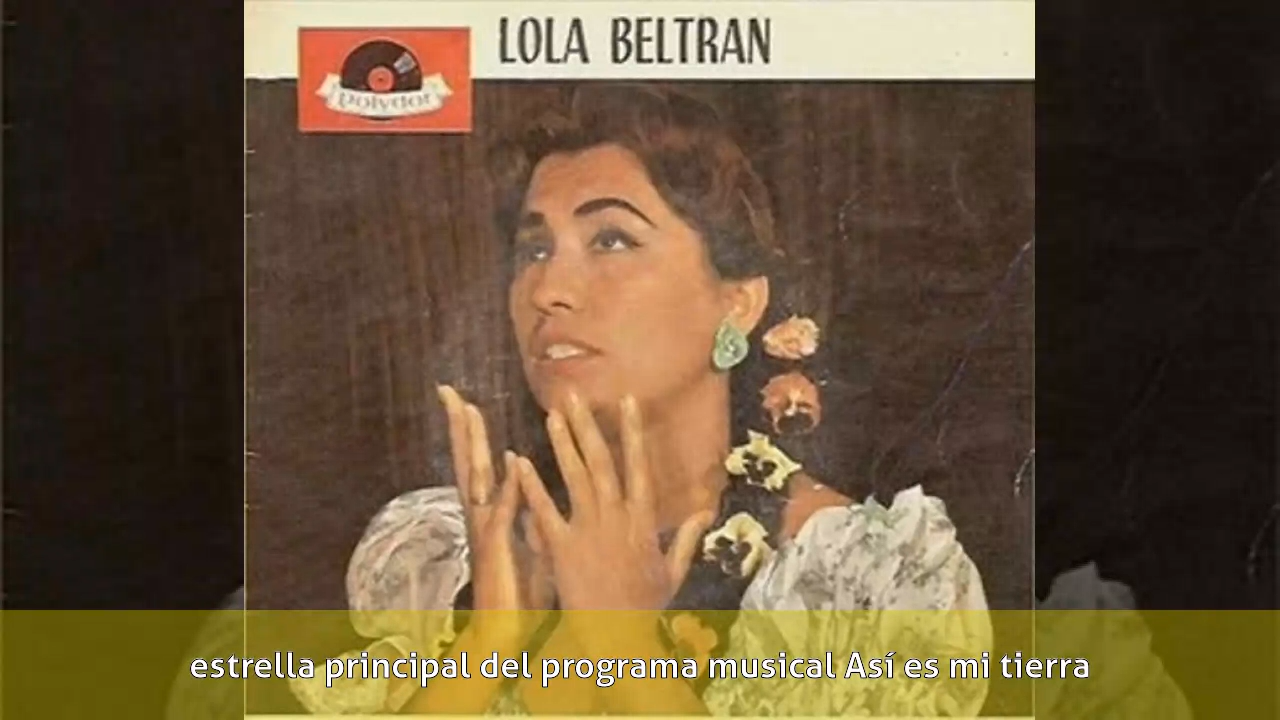 LOLA BELTRAN
polydor
estrella principal del programa musical Así es mi tierra